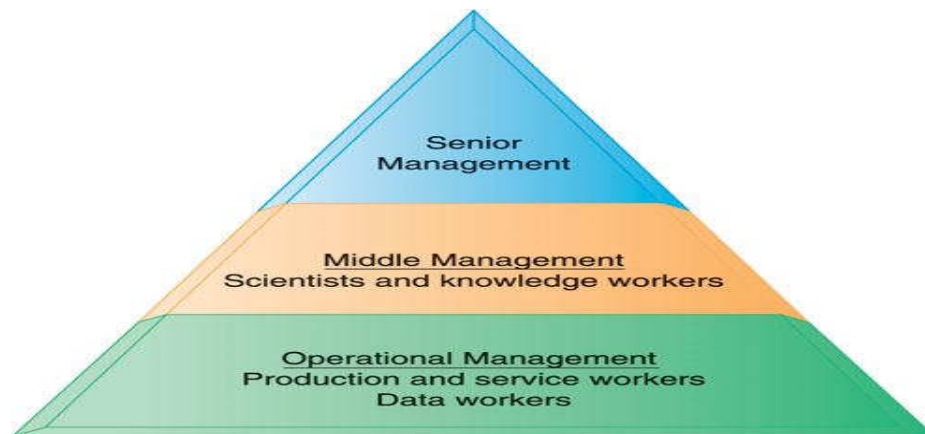 Senior
Management
Middle Management
Scientists and knowledge workers
Operational Management
Production and service workers
Data workers